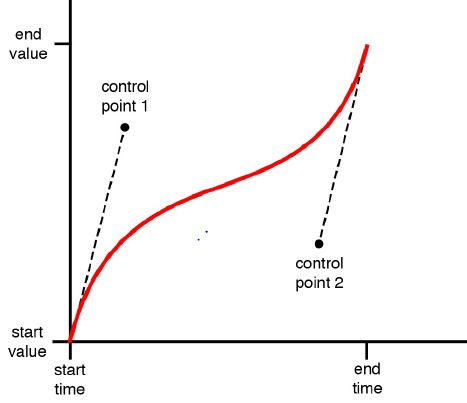 end
value
control
point 1
control
point 2
start
value
start
time
end
time